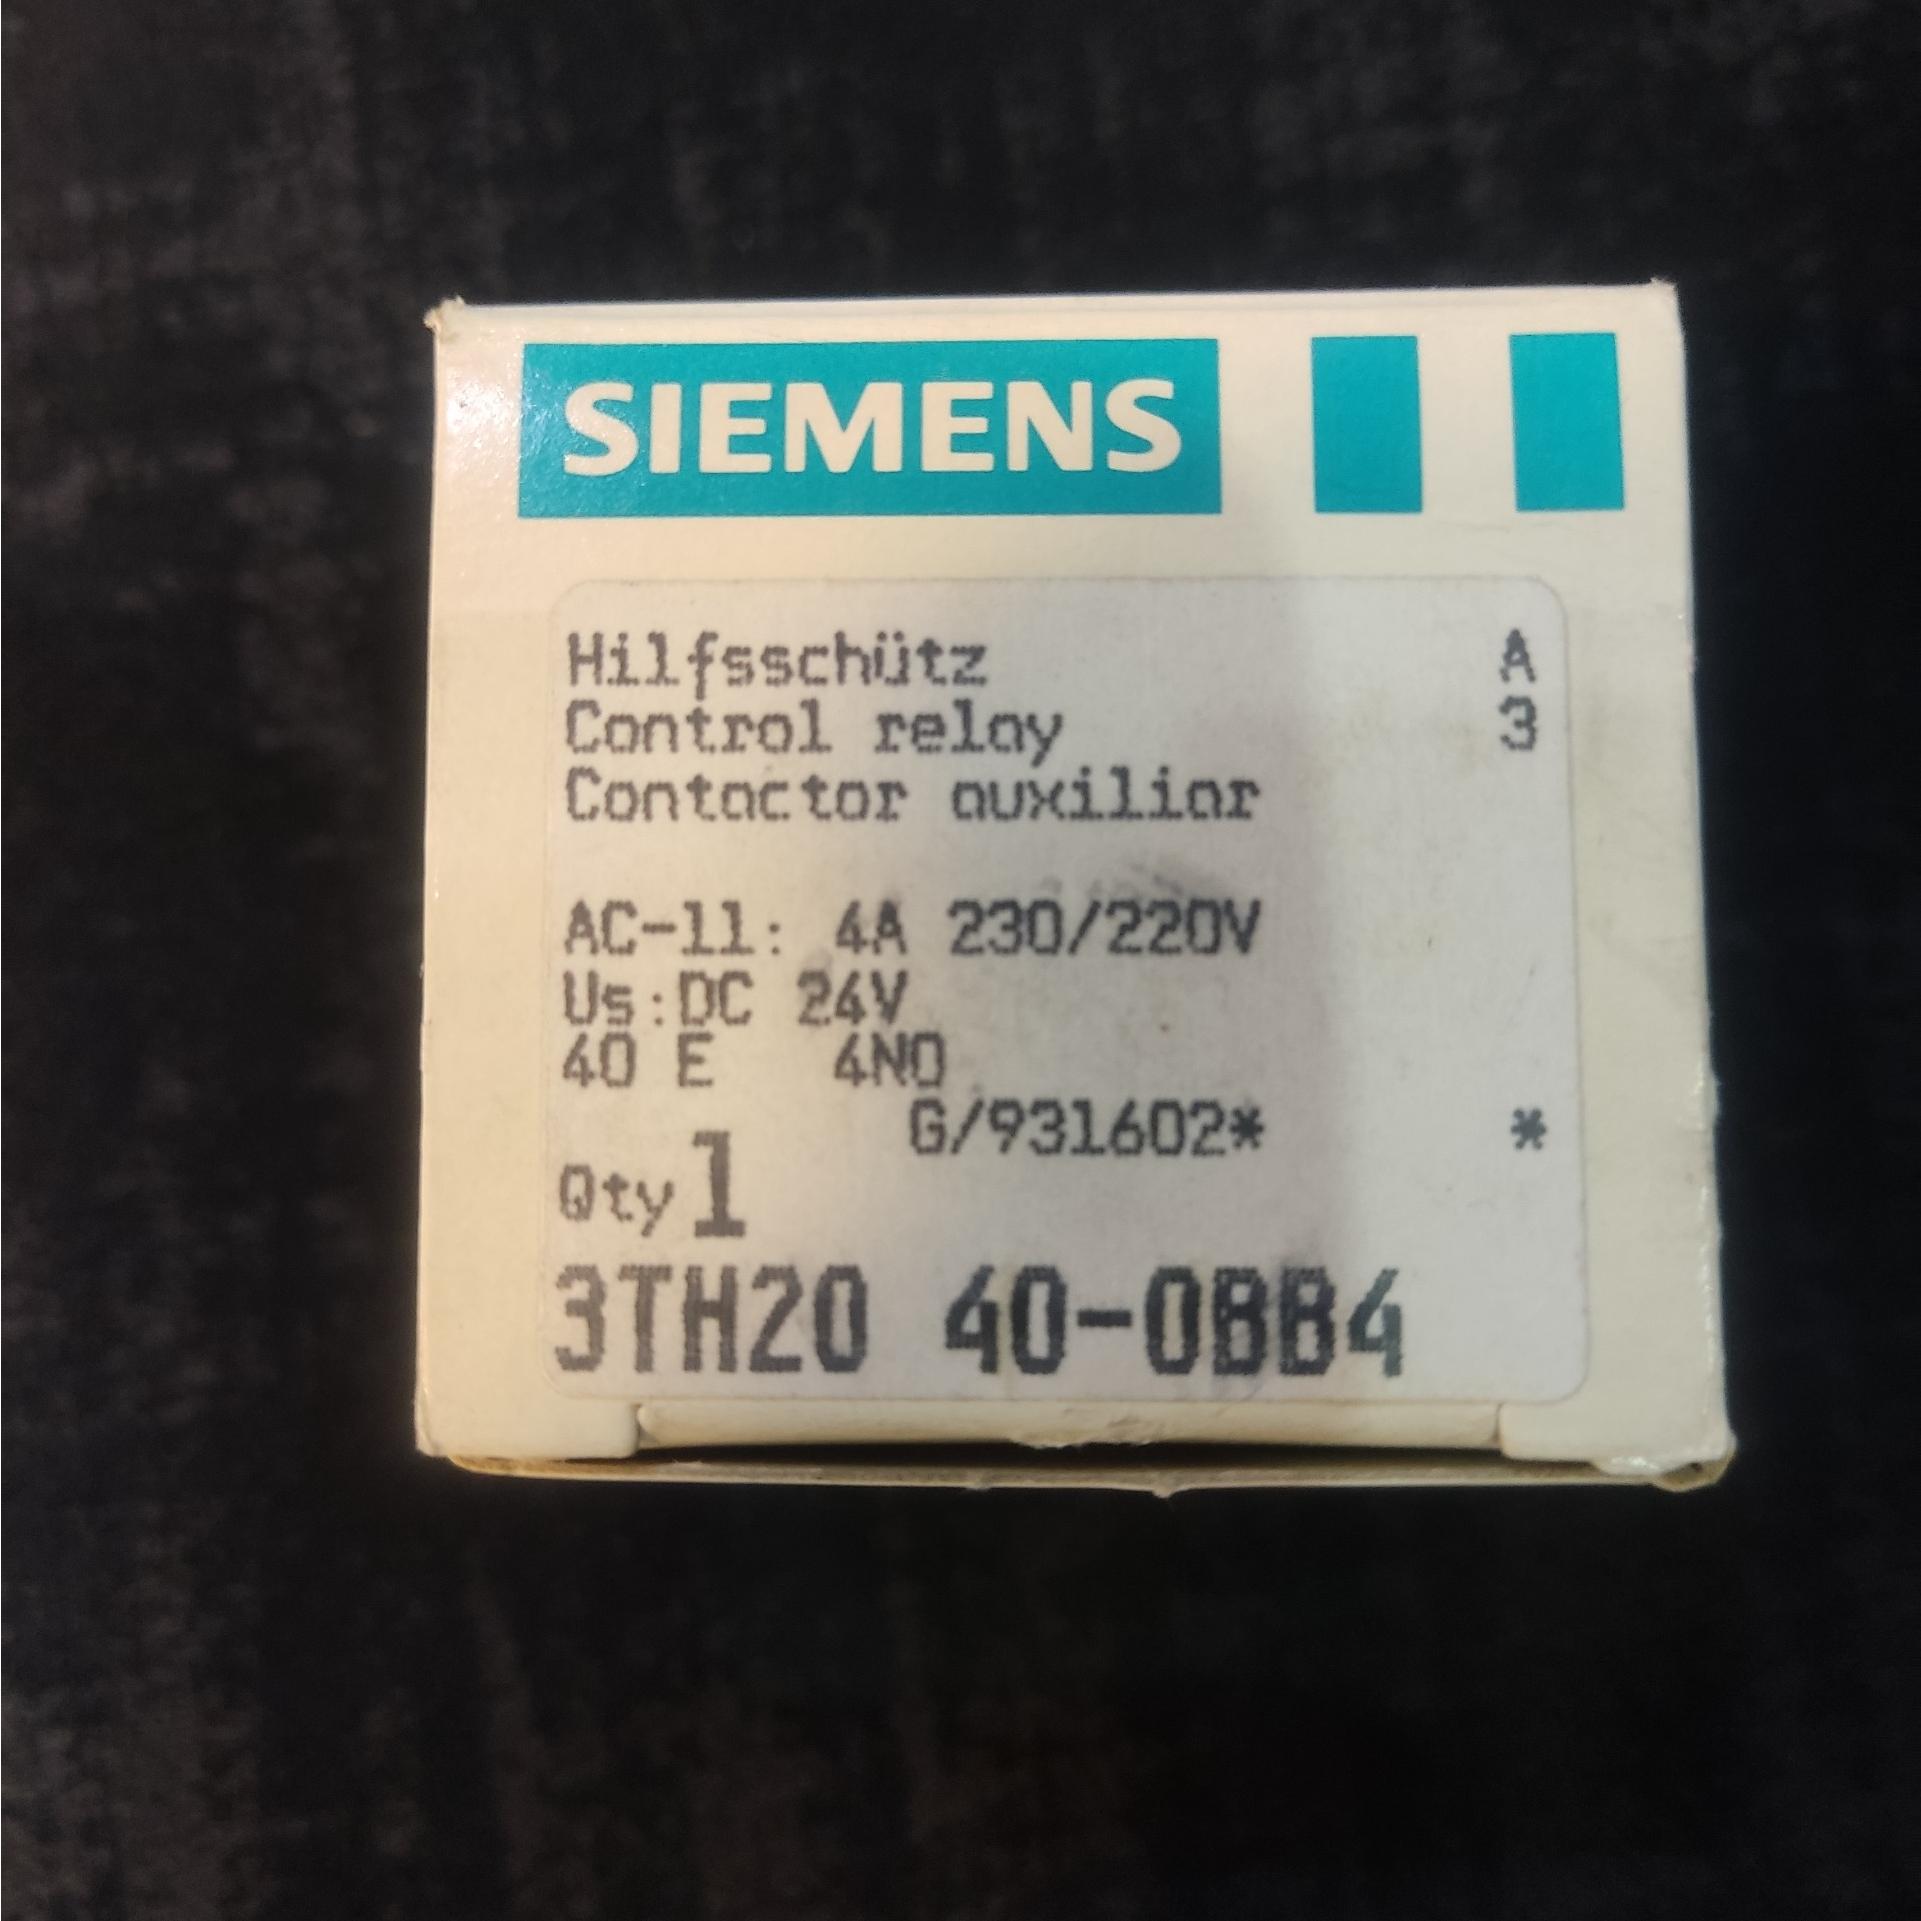 SIEMENS
Hilfsschütz A
Control relay 3
Contactor auxiliar
AC-11: 4A 230/220V
Us:DC 24V
40 E 4NO
G/931602* *
Qty 1
3TH20 40-0BB4